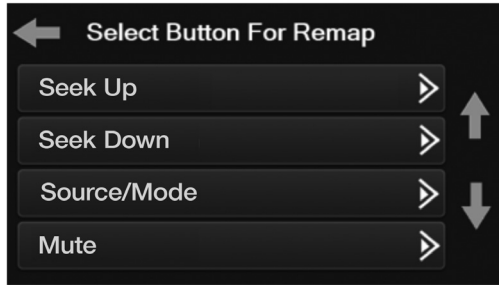 Select Button For Remap
Seek Up
Seek Down
Source/Mode
Mute